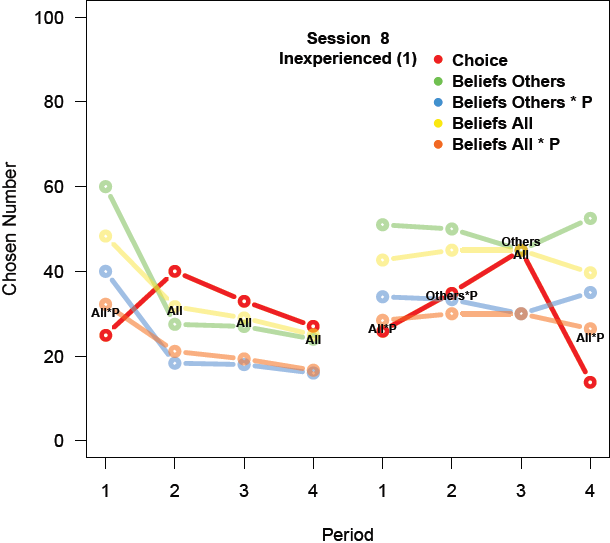 Session 8
Inexperienced (1)
Choice
Beliefs Others
Beliefs Others * P
Beliefs All
Beliefs All * P
Chosen Number
100
80
60
40
20
0
All*P
All
All
All
All*P
Others*P
Others
All
All*P
1 2 3 4 1 2 3 4
Period